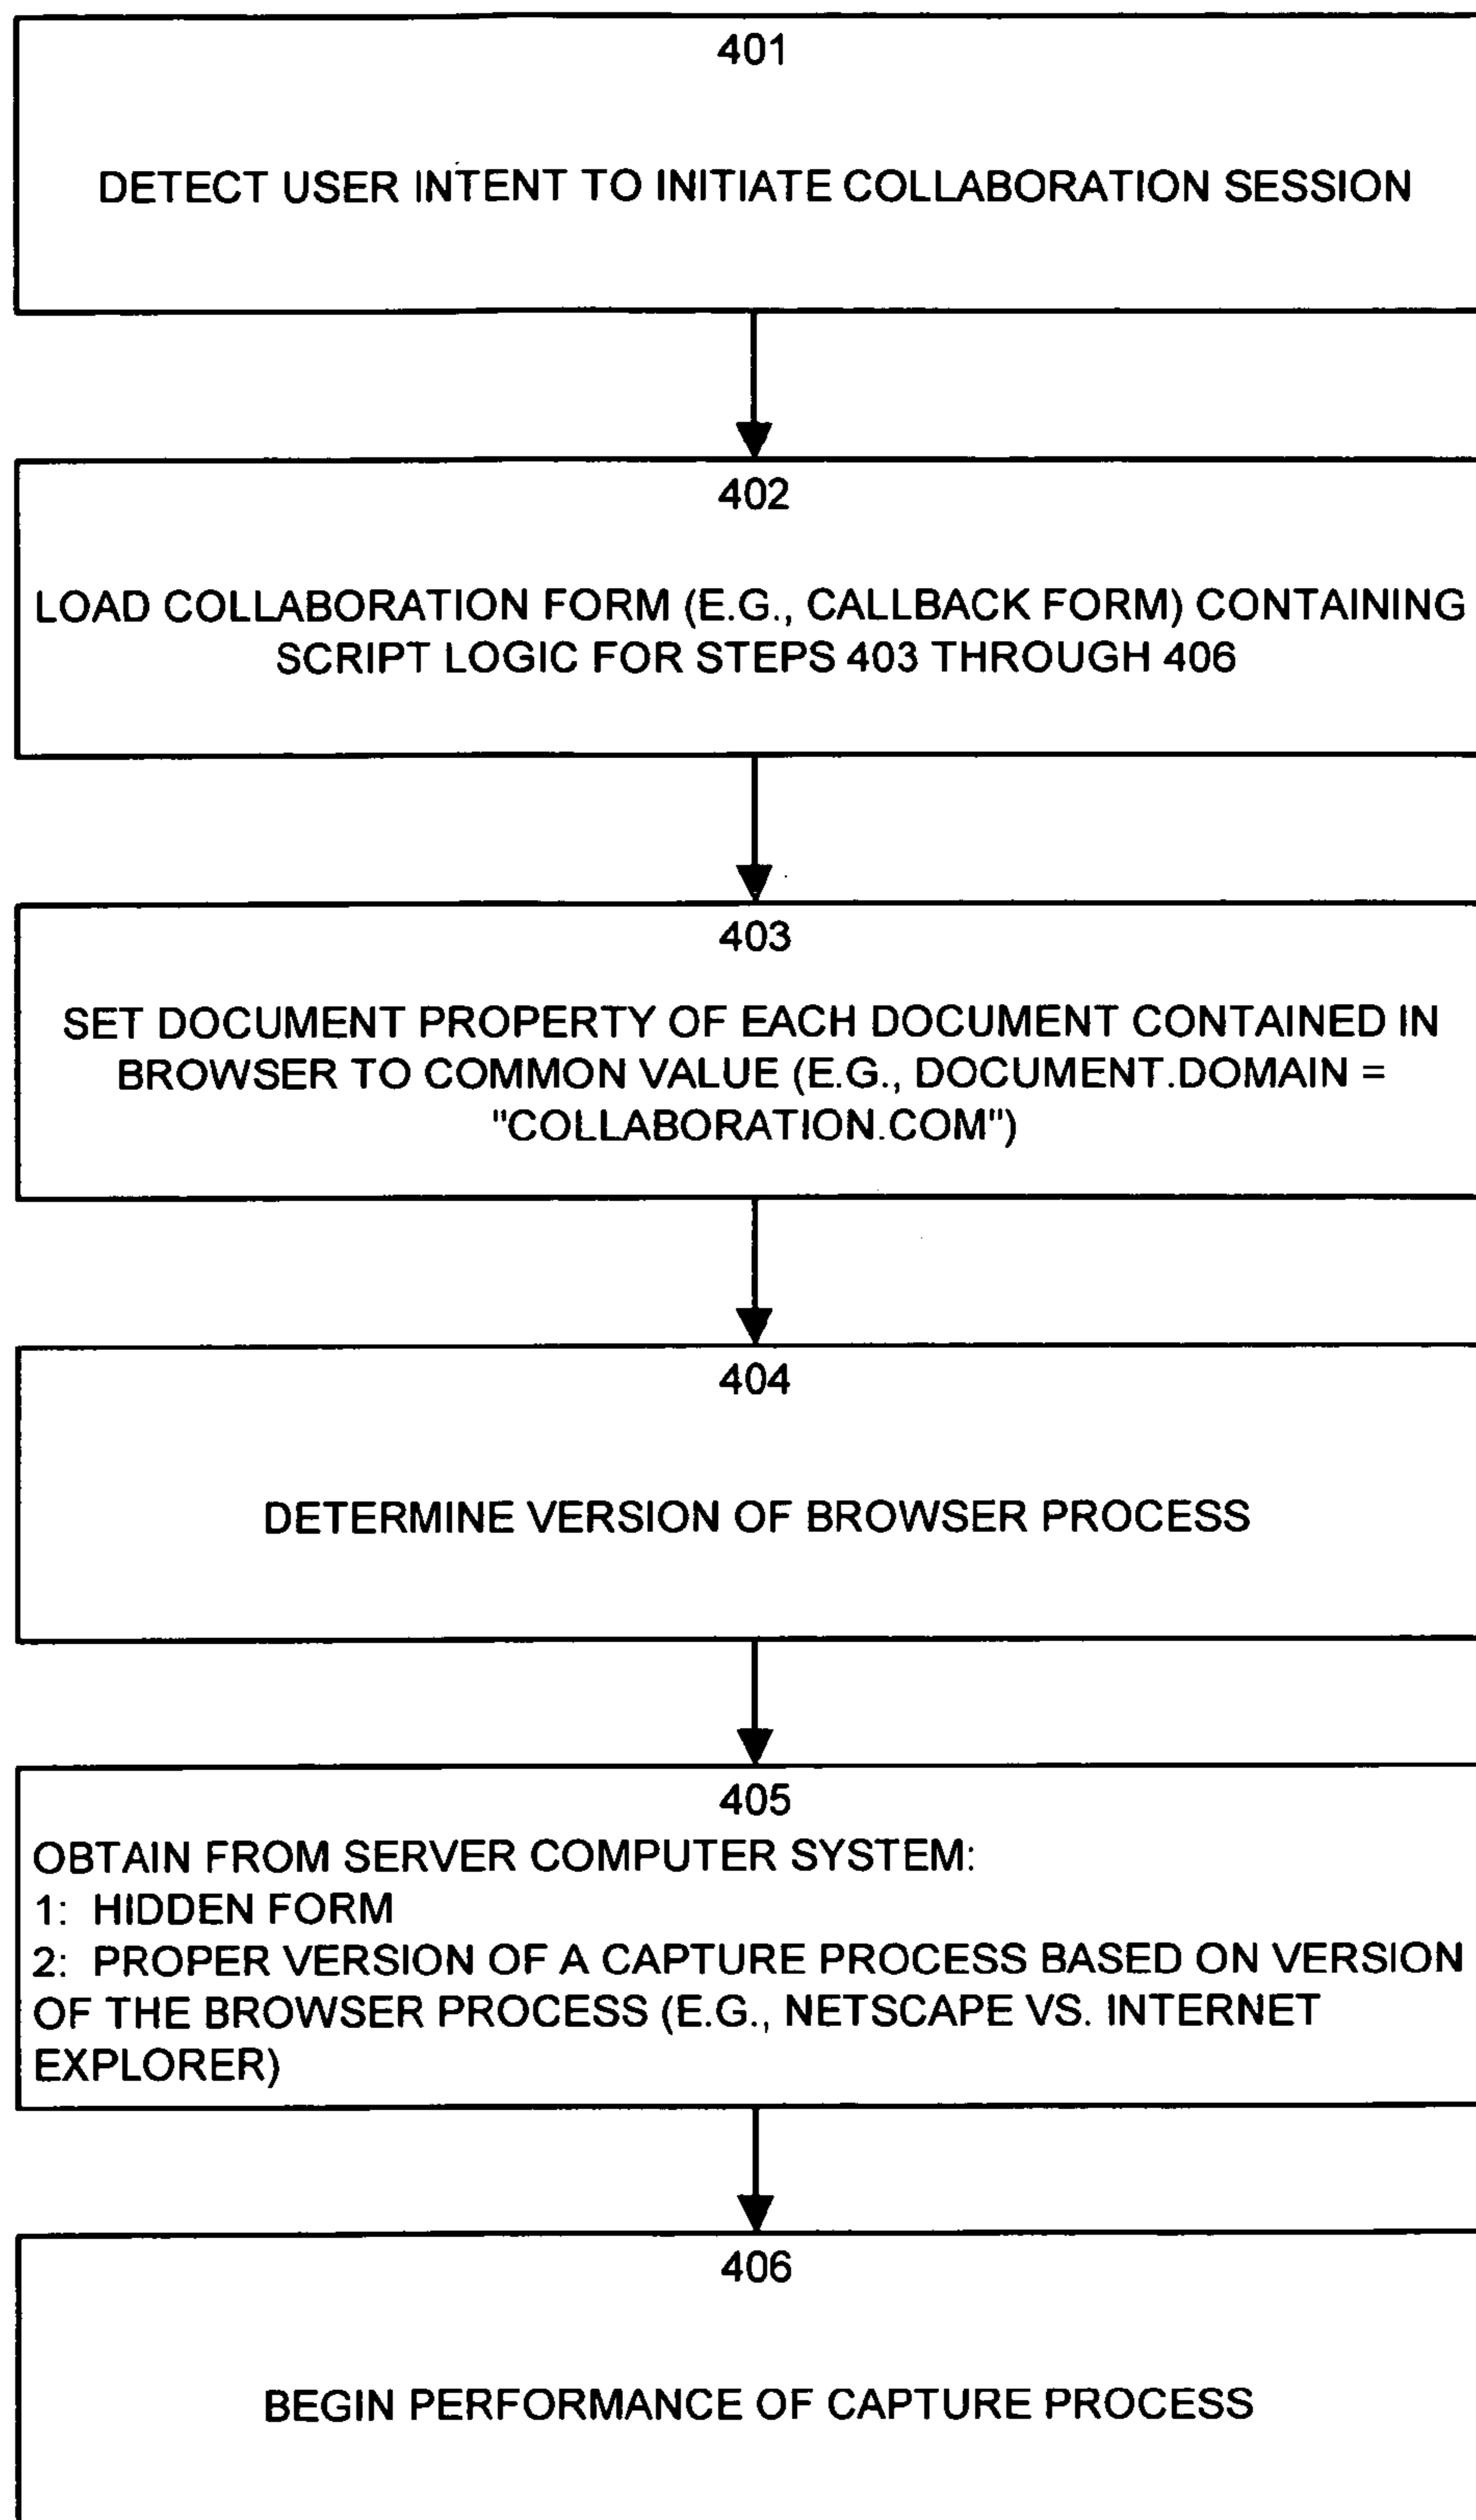 401
DETECT USER INTENT TO INITIATE COLLABORATION SESSION
402
LOAD COLLABORATION FORM (E.G., CALLBACK FORM) CONTAINING
SCRIPT LOGIC FOR STEPS 403 THROUGH 406
403
SET DOCUMENT PROPERTY OF EACH DOCUMENT CONTAINED IN
BROWSER TO COMMON VALUE (E.G., DOCUMENT.DOMAIN =
"COLLABORATION.COM")
404
DETERMINE VERSION OF BROWSER PROCESS
405
OBTAIN FROM SERVER COMPUTER SYSTEM:
1: HIDDEN FORM
2: PROPER VERSION OF A CAPTURE PROCESS BASED ON VERSION
OF THE BROWSER PROCESS (E.G., NETSCAPE VS. INTERNET
EXPLORER)
406
BEGIN PERFORMANCE OF CAPTURE PROCESS